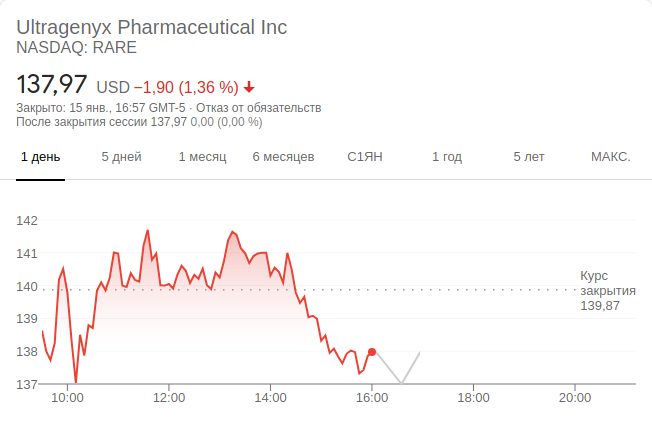 Ultragenyx Pharmaceutical Inc
NASDAQ: RARE
137,97 USD −1,90 (1,36 %)
Закрыто: 15 янв., 16:57 GMT-5 · Отказ от обязательств
После закрытия сессии 137,97 0,00 (0,00 %)
1 день 5 дней 1 месяц 6 месяцев С1ЯН 1 год 5 лет МАКС.
142
141
140
139
138
137
Курс
закрытия
139,87
10:00 12:00 14:00 16:00 18:00 20:00